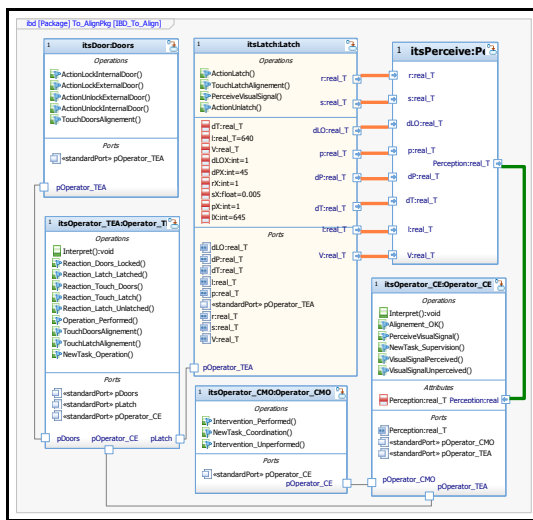 ibd [Package] To_AlignPkg [IBD_To_Align]
1 itsDoor:Doors
Operations
ActionLockInternalDoor()
ActionLockExternalDoor()
ActionUnlockExternalDoor()
ActionUnlockInternalDoor()
TouchDoorsAlignement()
Ports
«standardPort» pOperator_TEA
pOperator_TEA
1 itsOperator_TEA:Operator_T
Operations
Interpret():void
Reaction_Doors_Locked()
Reaction_Latch_Latched()
Reaction_Touch_Doors()
Reaction_Touch_Latch()
Reaction_Latch_Unlatched()
Operation_Performed()
TouchDoorsAlignement()
TouchLatchAlignement()
NewTask_Operation()
Ports
«standardPort» pDoors
«standardPort» pLatch
«standardPort» pOperator_CE
pDoors pOperator_CE pLatch
1 itsLatch:Latch
Operations
ActionLatch()
TouchLatchAlignement()
PerceiveVisualSignal()
ActionUnlatch()
dT:real_T
l:real_T=640
V:real_T
dLOX:int=1
dPX:int=45
rX:int=1
sX:float=0.005
pX:int=1
lX:int=645
Ports
dLO:real_T
dP:real_T
dT:real_T
l:real_T
p:real_T
«standardPort» pOperator_TEA
r:real_T
s:real_T
V:real_T
r:real_T
s:real_T
dLO:real_T
p:real_T
dP:real_T
dT:real_T
l:real_T
V:real_T
pOperator_TEA
1 itsPerceive:Pe
r:real_T
s:real_T
dLO:real_T
p:real_T
Perception:real_T
dP:real_T
dT:real_T
l:real_T
V:real_T
1 itsOperator_CMO:Operator_CMO
Operations
Intervention_Performed()
NewTask_Coordination()
Intervention_Unperformed()
Ports
«standardPort» pOperator_CE
pOperator_CE
1 itsOperator_CE:Operator_CE
Operations
Interpret():void
Alignement_OK()
PerceiveVisualSignal()
NewTask_Supervision()
VisualSignalPerceived()
VisualSignalUnperceived()
Attributes
Perception:real_T Perception:real
Ports
Perception:real_T
«standardPort» pOperator_CMO
«standardPort» pOperator_TEA
pOperator_CMO
pOperator_TEA